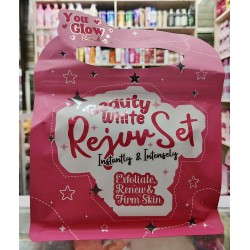 You
Glow
Beauty
White
Rejuv Set
Instantly & Intensely
Exfoliate,
Renew &
Firm Skin